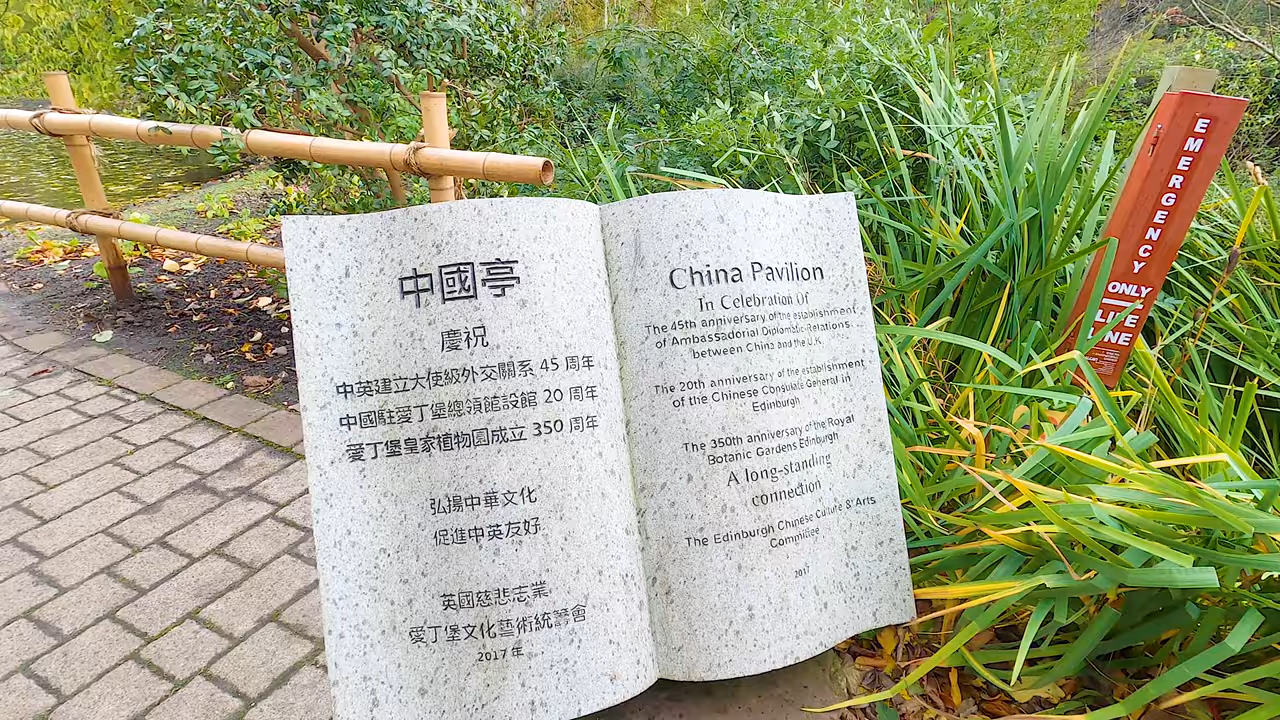 中國亭
慶祝
中英建立大使級外交關系 45 周年
中國駐愛丁堡總領館設館 20 周年
愛丁堡皇家植物園成立 350 周年
弘揚中華文化
促進中英友好
英國慈悲志業
愛丁堡文化藝術統籌會
2017 年
China Pavilion
In Celebration Of
The 45th anniversary of the establishment
of Ambassadorial Diplomatic Relations
between China and the U.K.
The 20th anniversary of the establishment
of the Chinese Consulate General in
Edinburgh
The 350th anniversary of the Royal
Botanic Gardens Edinburgh
A long-standing
connection
The Edinburgh Chinese Culture & Arts
Committee
2017
EMERGENCY
ONLY
LIFE
LINE